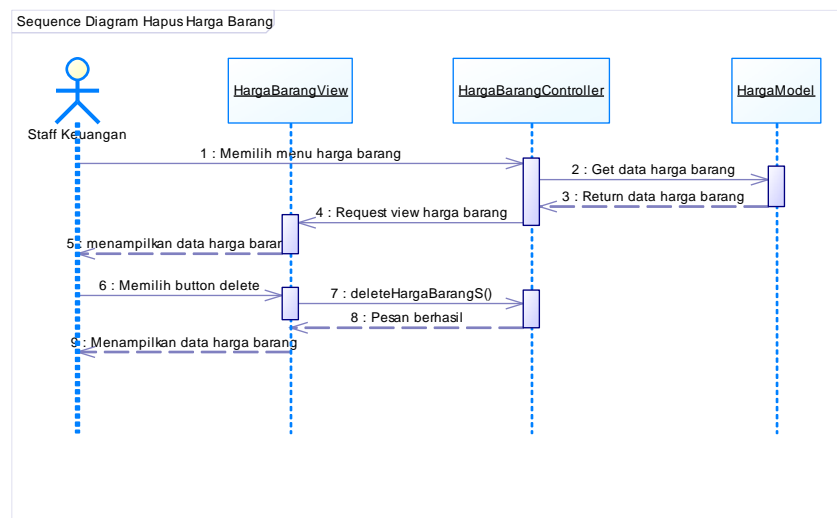 Sequence Diagram Hapus Harga Barang
HargaBarangView
HargaBarangController
HargaModel
Staff Keuangan
1 : Memilih menu harga barang
2 : Get data harga barang
3 : Return data harga barang
4 : Request view harga barang
5 : menampilkan data harga baran
6 : Memilih button delete
7 : deleteHargaBarangS()
8 : Pesan berhasil
9 : Menampilkan data harga barang